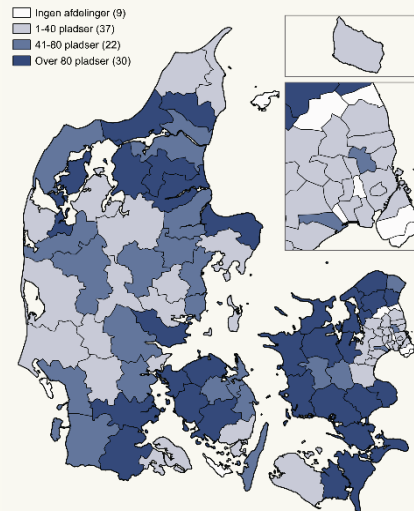 Ingen afdelinger (9)
1-40 pladser (37)
41-80 pladser (22)
Over 80 pladser (30)